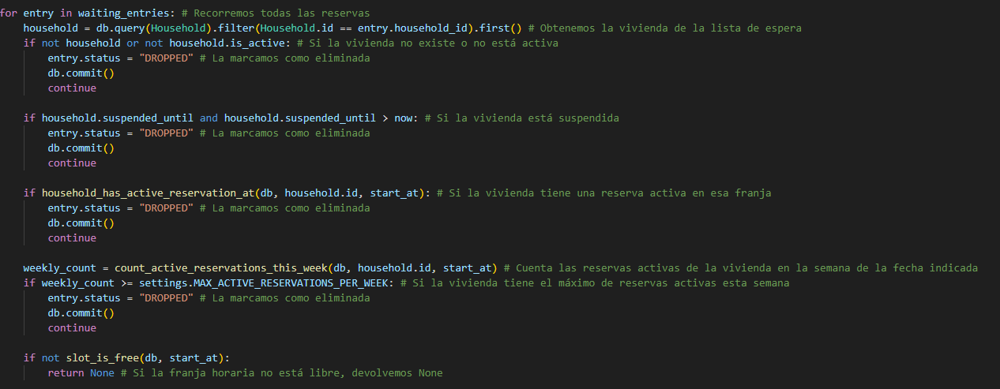 for entry in waiting_entries: # Recorremos todas las reservas
household = db.query(Household).filter(Household.id == entry.household_id).first() # Obtenemos la vivienda de la lista de espera
if not household or not household.is_active: # Si la vivienda no existe o no está activa
entry.status = "DROPPED" # La marcamos como eliminada
db.commit()
continue
if household.suspended_until and household.suspended_until > now: # Si la vivienda está suspendida
entry.status = "DROPPED" # La marcamos como eliminada
db.commit()
continue
if household_has_active_reservation_at(db, household.id, start_at): # Si la vivienda tiene una reserva activa en esa franja
entry.status = "DROPPED" # La marcamos como eliminada
db.commit()
continue
weekly_count = count_active_reservations_this_week(db, household.id, start_at) # Cuenta las reservas activas de la vivienda en la semana de la fecha indicada
if weekly_count >= settings.MAX_ACTIVE_RESERVATIONS_PER_WEEK: # Si la vivienda tiene el máximo de reservas activas esta semana
entry.status = "DROPPED" # La marcamos como eliminada
db.commit()
continue
if not slot_is_free(db, start_at):
return None # Si la franja horaria no está libre, devolvemos None